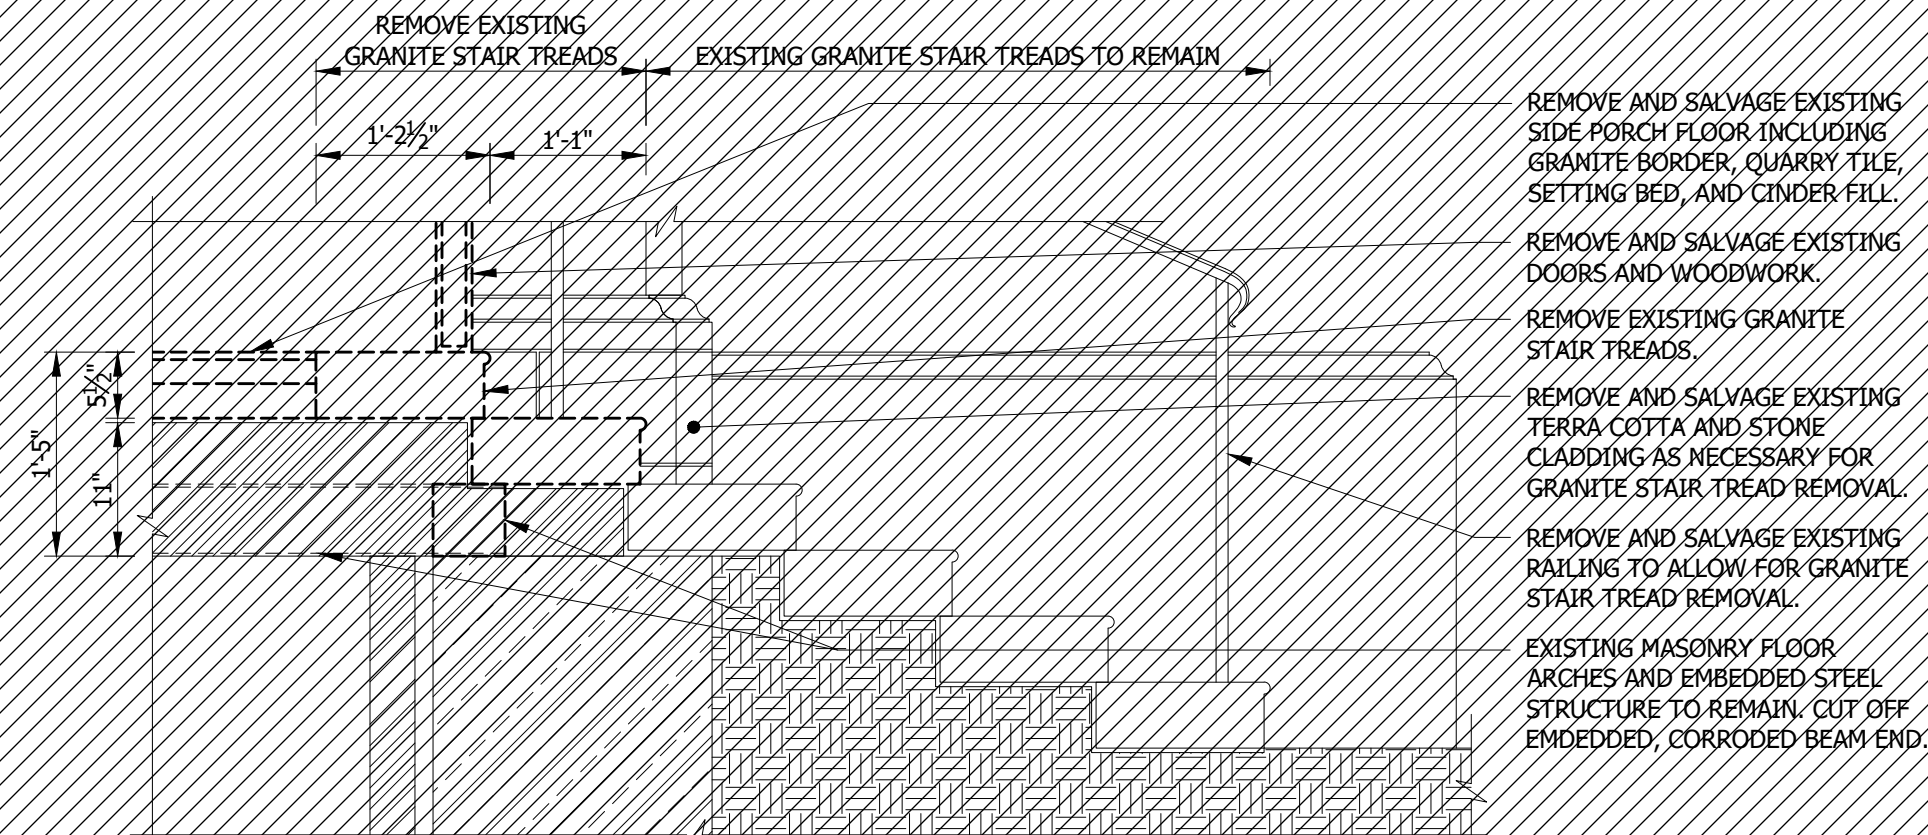 REMOVE EXISTING
GRANITE STAIR TREADS
EXISTING GRANITE STAIR TREADS TO REMAIN
1'-2½"
1'-1"
5½"
1'-5"
11"
REMOVE AND SALVAGE EXISTING
SIDE PORCH FLOOR INCLUDING
GRANITE BORDER, QUARRY TILE,
SETTING BED, AND CINDER FILL.
REMOVE AND SALVAGE EXISTING
DOORS AND WOODWORK.
REMOVE EXISTING GRANITE
STAIR TREADS.
REMOVE AND SALVAGE EXISTING
TERRA COTTA AND STONE
CLADDING AS NECESSARY FOR
GRANITE STAIR TREAD REMOVAL.
REMOVE AND SALVAGE EXISTING
RAILING TO ALLOW FOR GRANITE
STAIR TREAD REMOVAL.
EXISTING MASONRY FLOOR
ARCHES AND EMBEDDED STEEL
STRUCTURE TO REMAIN. CUT OFF
EMDEDDED, CORRODED BEAM END.